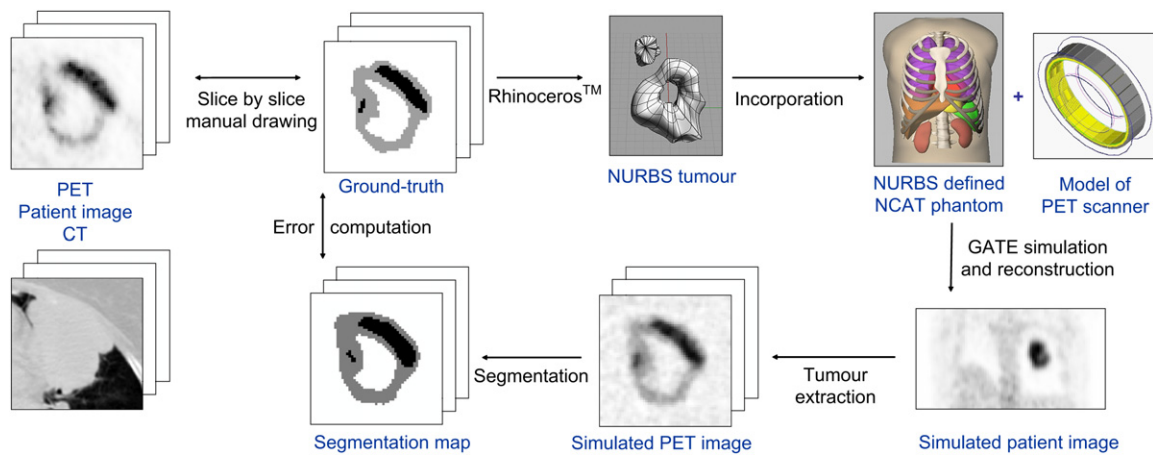 Slice by slice
manual drawing
Rhinoceros™
Incorporation
+
PET
Patient image
CT
Ground-truth
NURBS tumour
NURBS defined
NCAT phantom
Model of
PET scanner
Error computation
GATE simulation
and reconstruction
Segmentation
Tumour
extraction
Segmentation map
Simulated PET image
Simulated patient image